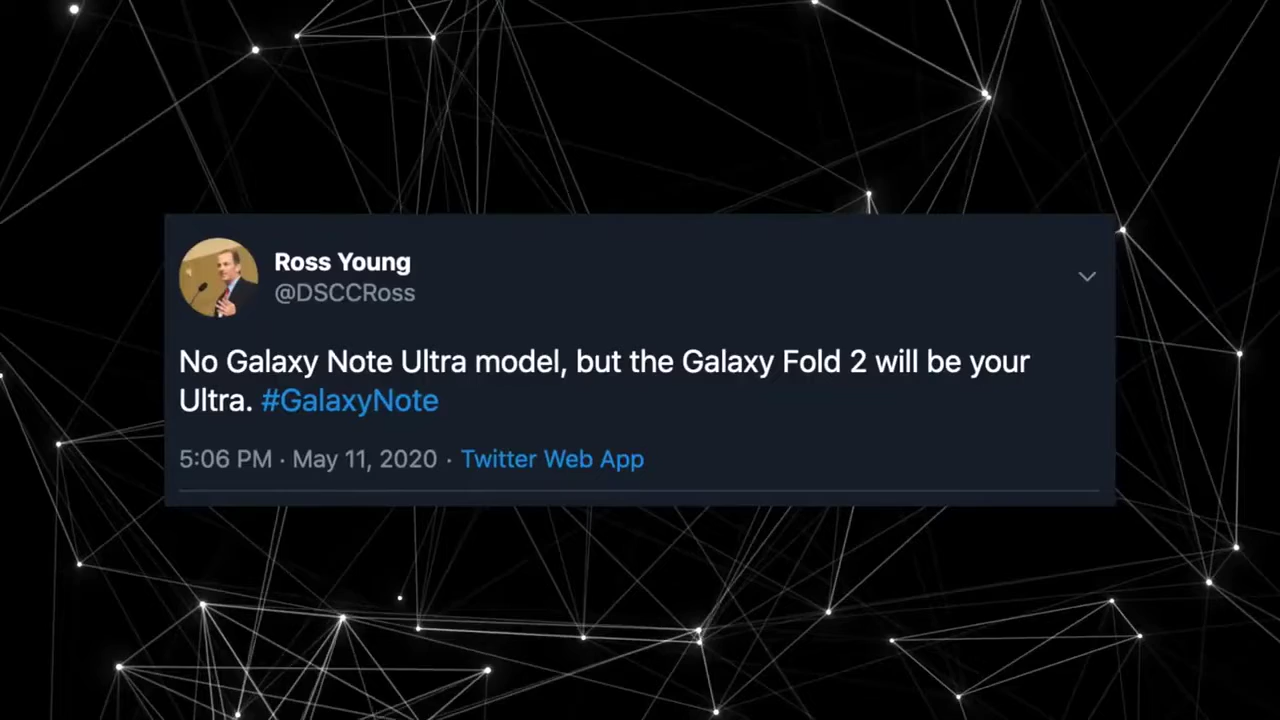 Ross Young
@DSCCRoss
No Galaxy Note Ultra model, but the Galaxy Fold 2 will be your
Ultra. #GalaxyNote
5:06 PM · May 11, 2020 · Twitter Web App